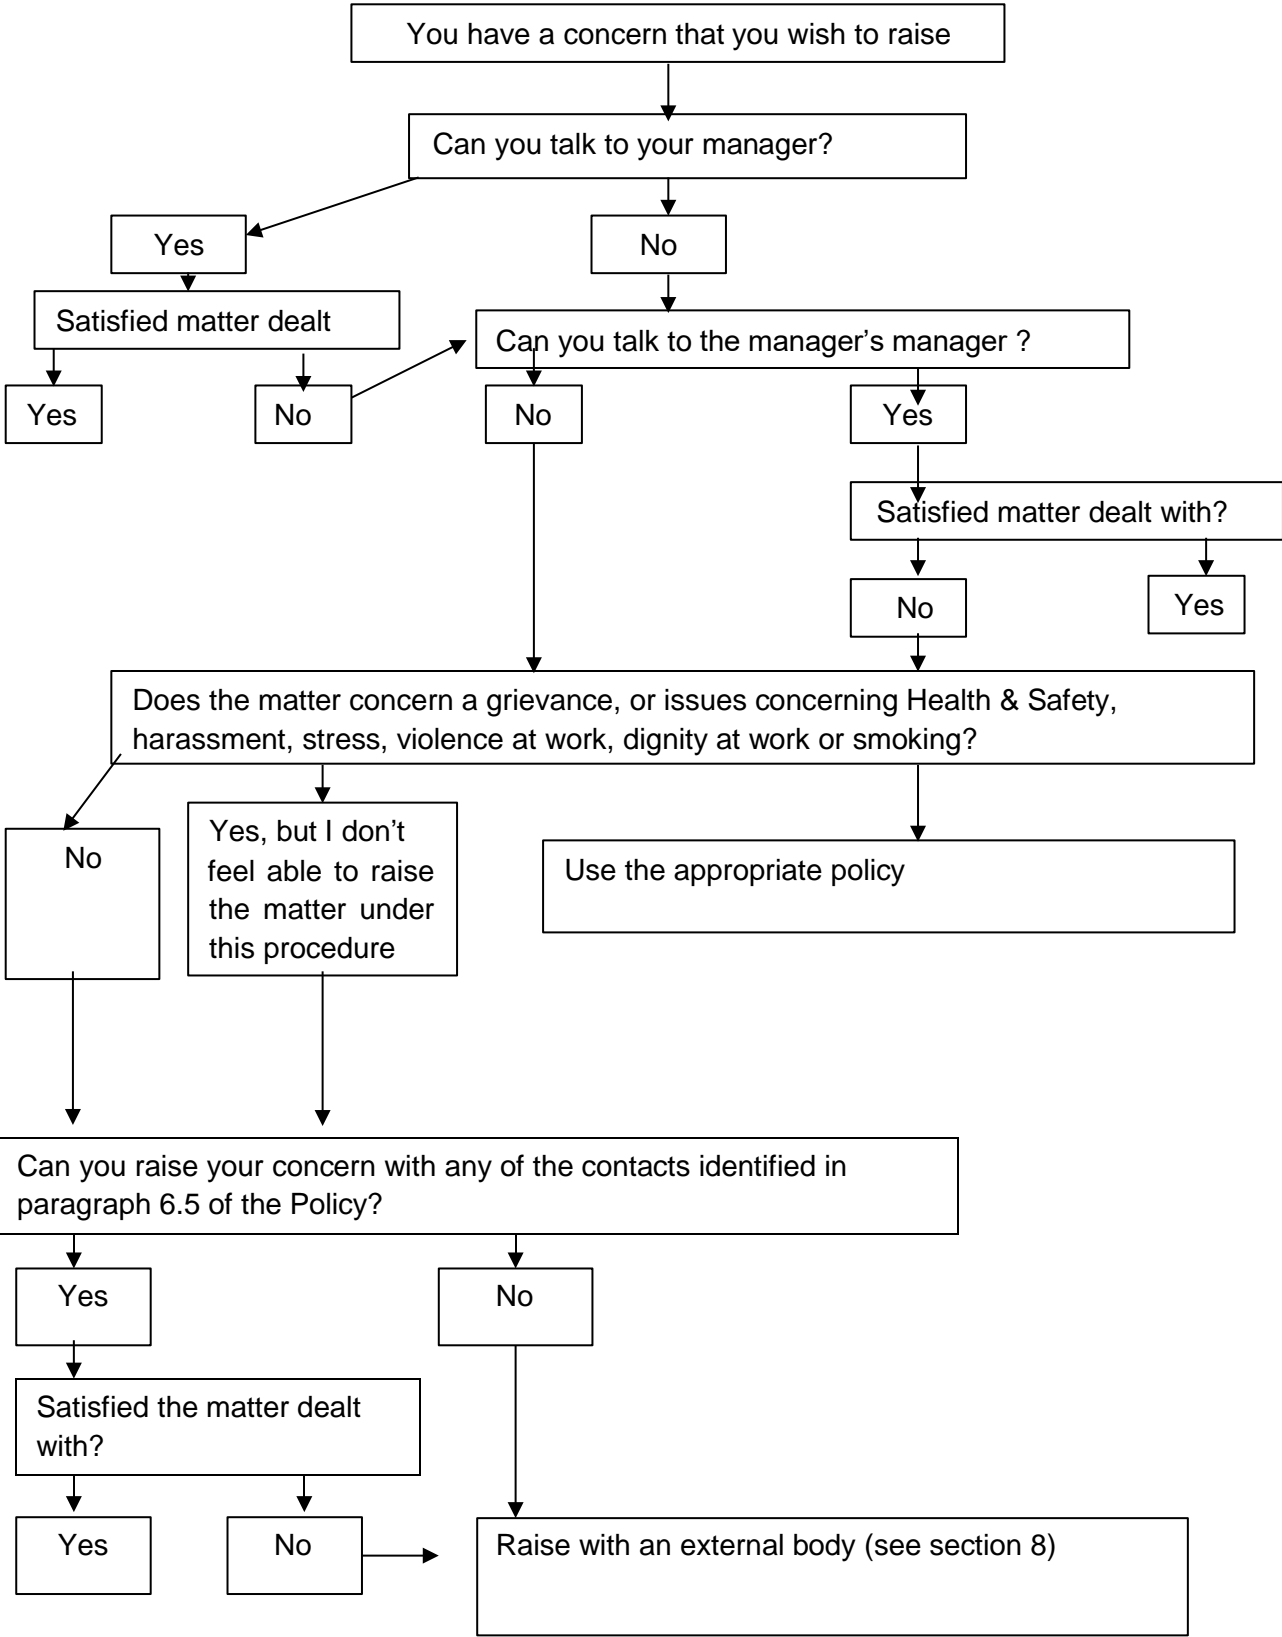 You have a concern that you wish to raise
Can you talk to your manager?
Yes
No
Satisfied matter dealt
Can you talk to the manager’s manager ?
Yes
No
No
Yes
Satisfied matter dealt with?
No
Yes
Does the matter concern a grievance, or issues concerning Health & Safety,
harassment, stress, violence at work, dignity at work or smoking?
No
Yes, but I don’t
feel able to raise
the matter under
this procedure
Use the appropriate policy
Can you raise your concern with any of the contacts identified in
paragraph 6.5 of the Policy?
Yes
No
Satisfied the matter dealt
with?
Yes
No
Raise with an external body (see section 8)